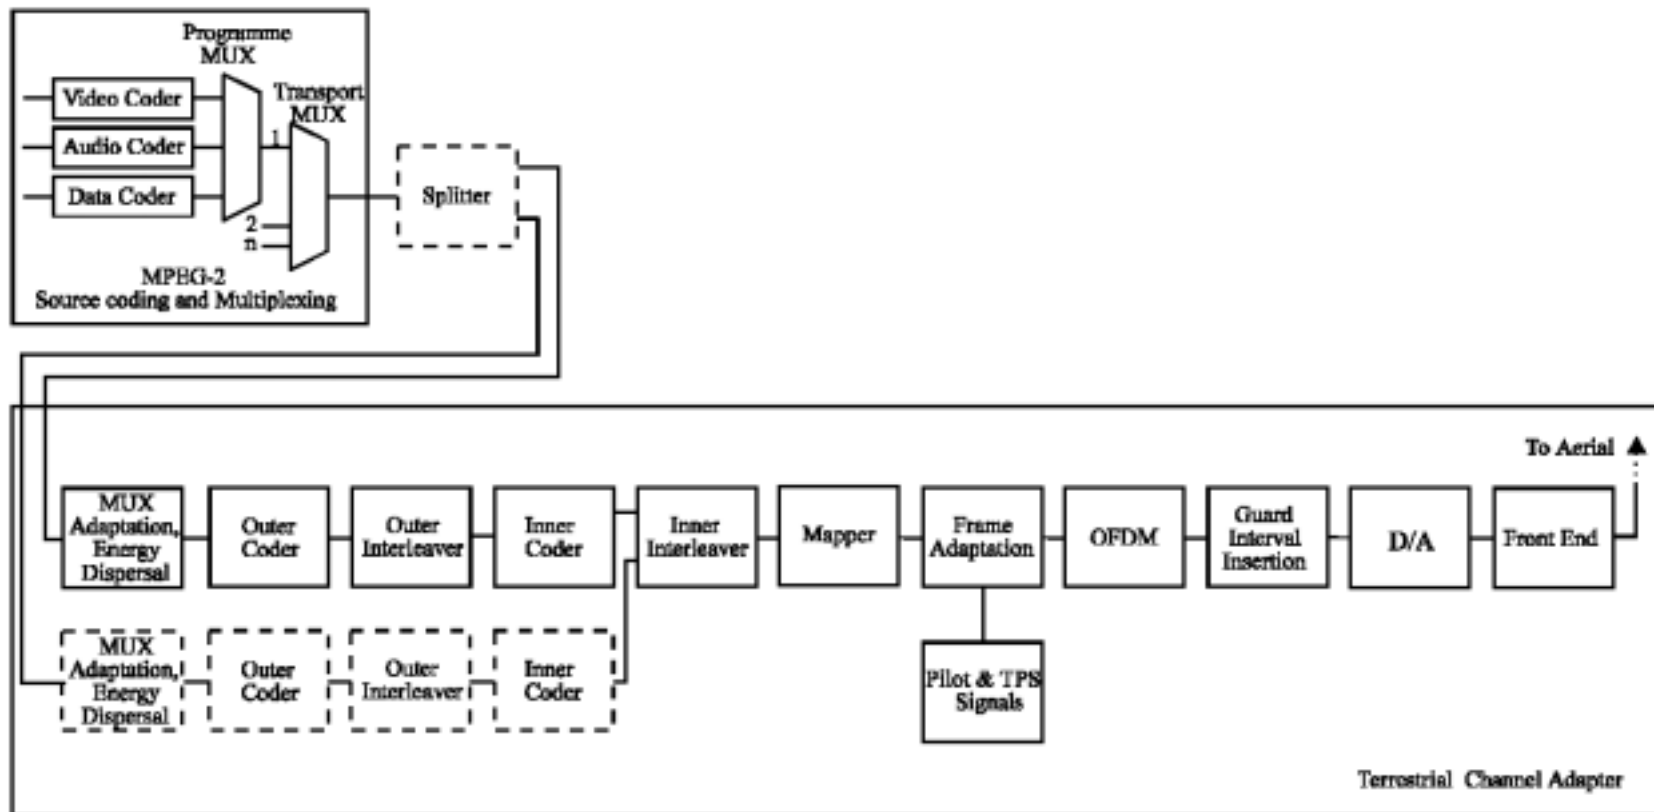 Programme
MUX
Transport
MUX
Video Coder
Audio Coder
Data Coder
1
2
n
MPEG-2
Source coding and Multiplexing
Splitter
To Aerial
MUX
Adaptation,
Energy
Dispersal
Outer
Coder
Outer
Interleaver
Inner
Coder
Inner
Interleaver
Mapper
Frame
Adaptation
OFDM
Guard
Interval
Insertion
D/A
Front End
MUX
Adaptation,
Energy
Dispersal
Outer
Coder
Outer
Interleaver
Inner
Coder
Pilot & TPS
Signals
Terrestrial Channel Adapter